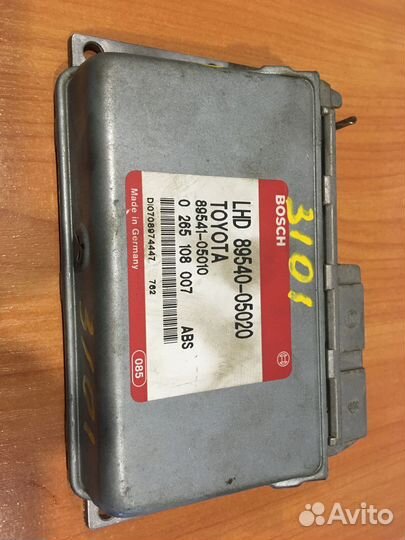 BOSCH
LHD 89540-05020
TOYOTA
89541-05010
0 265 108 007 ABS
DI0708974447 762
Made in Germany
085
3101
3101
Avito